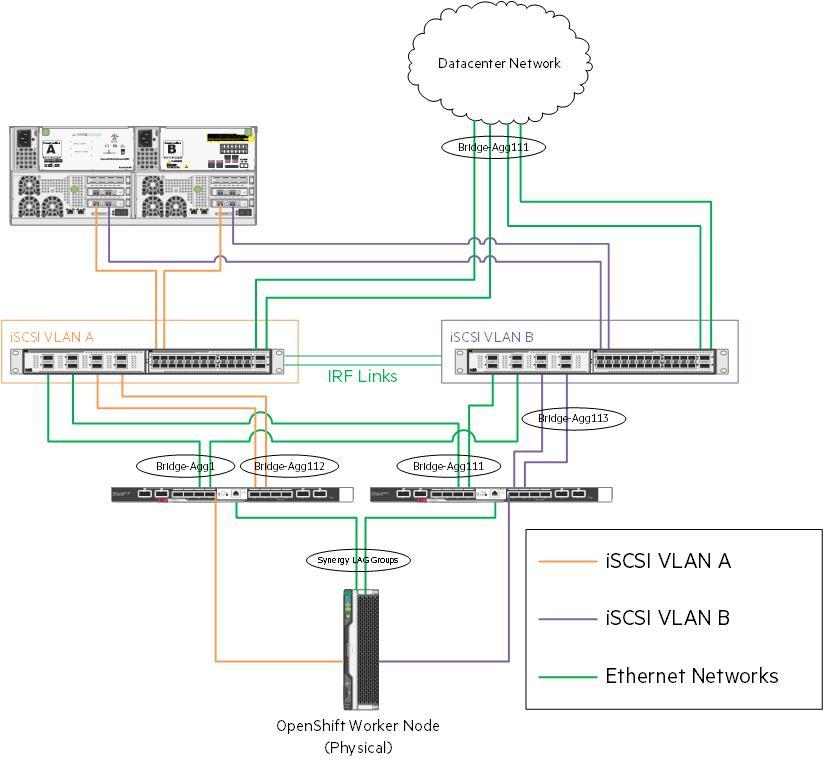 Datacenter Network
Bridge-Agg111
A
B
iSCSI VLAN A
iSCSI VLAN B
IRF Links
Bridge-Agg113
Bridge-Agg1
Bridge-Agg112
Bridge-Agg111
Synergy LAG Groups
iSCSI VLAN A
iSCSI VLAN B
Ethernet Networks
OpenShift Worker Node
(Physical)